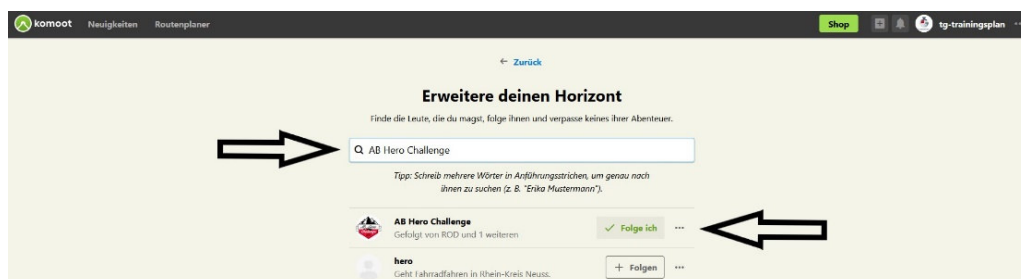 komoot Neuigkeiten Routenplaner Shop tg-trainingsplan
← Zurück
Erweitere deinen Horizont
Finde die Leute, die du magst, folge ihnen und verpasse keines ihrer Abenteuer.
AB Hero Challenge
Tipp: Schreib mehrere Wörter in Anführungsstrichen, um genau nach
ihnen zu suchen (z. B. "Erika Mustermann").
AB Hero Challenge
Gefolgt von ROD und 1 weiteren
✓ Folge ich ...
hero
Geht Fahrradfahren in Rhein-Kreis Neuss.
+ Folgen ...